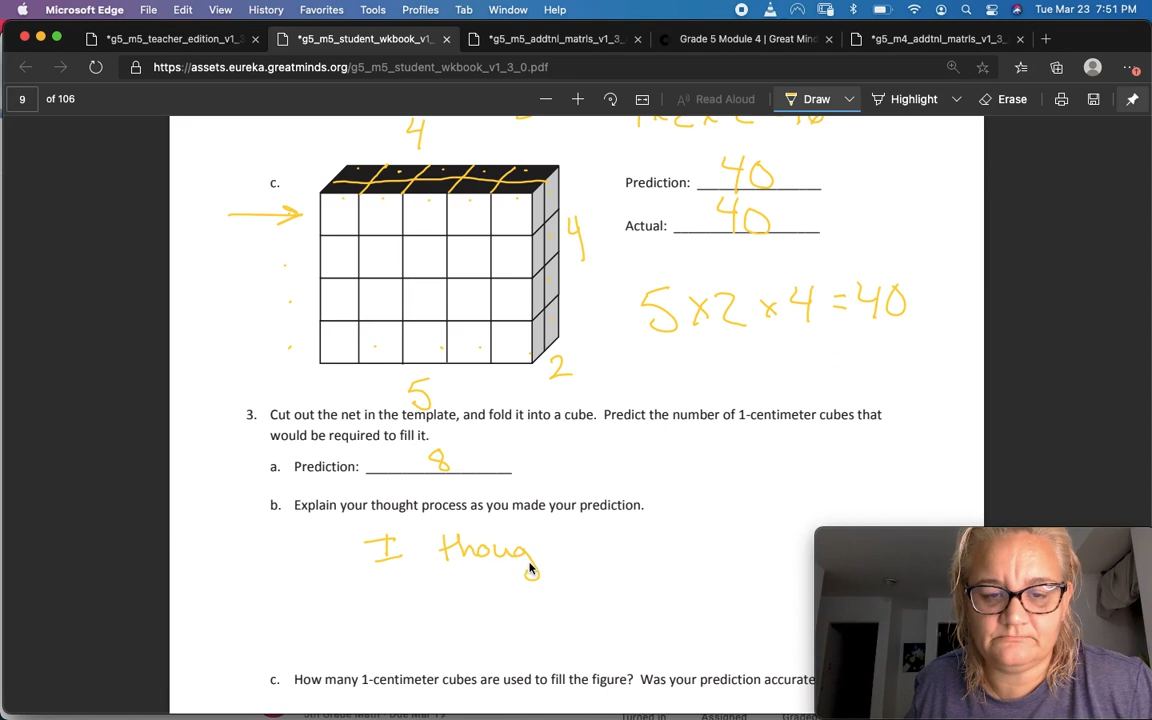 Microsoft Edge File Edit View History Favorites Tools Profiles Tab Window Help Tue Mar 23 7:51 PM
*g5_m5_teacher_edition_v1_3 *g5_m5_student_wkbook_v1_ *g5_m5_addtnl_matrls_v1_3_ Grade 5 Module 4 | Great Min *g5_m4_addtnl_matrls_v1_3_
https://assets.eureka.greatminds.org/g5_m5_student_wkbook_v1_3_0.pdf
9 of 106 Read Aloud Draw Highlight Erase
4
c.
Prediction: 40
Actual: 40
4
5 x 2 x 4 = 40
2
5
3. Cut out the net in the template, and fold it into a cube. Predict the number of 1-centimeter cubes that
would be required to fill it.
a. Prediction: 8
b. Explain your thought process as you made your prediction.
I thoug
c. How many 1-centimeter cubes are used to fill the figure? Was your prediction accurate